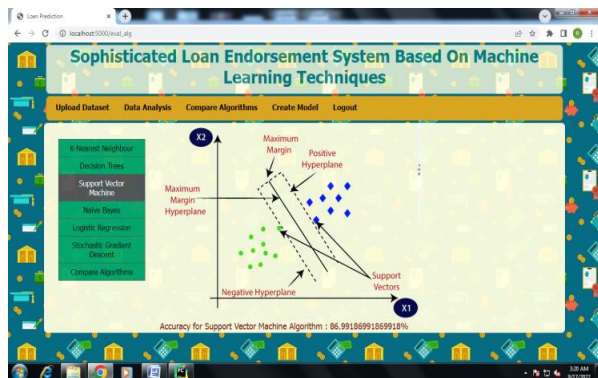 Loan Prediction
localhost:5000/eval_alg
Sophisticated Loan Endorsement System Based On Machine
Learning Techniques
Upload Dataset Data Analysis Compare Algorithms Create Model Logout
K-Nearest Neighbour
Decision Trees
Support Vector
Machine
Naive Bayes
Logistic Regression
Stochastic Gradient
Descent
Compare Algorithms
X2
Maximum
Margin
Positive
Hyperplane
Maximum
Margin
Hyperplane
Negative Hyperplane
Support
Vectors
X1
Accuracy for Support Vector Machine Algorithm : 86.99186991869918%
3:20 AM